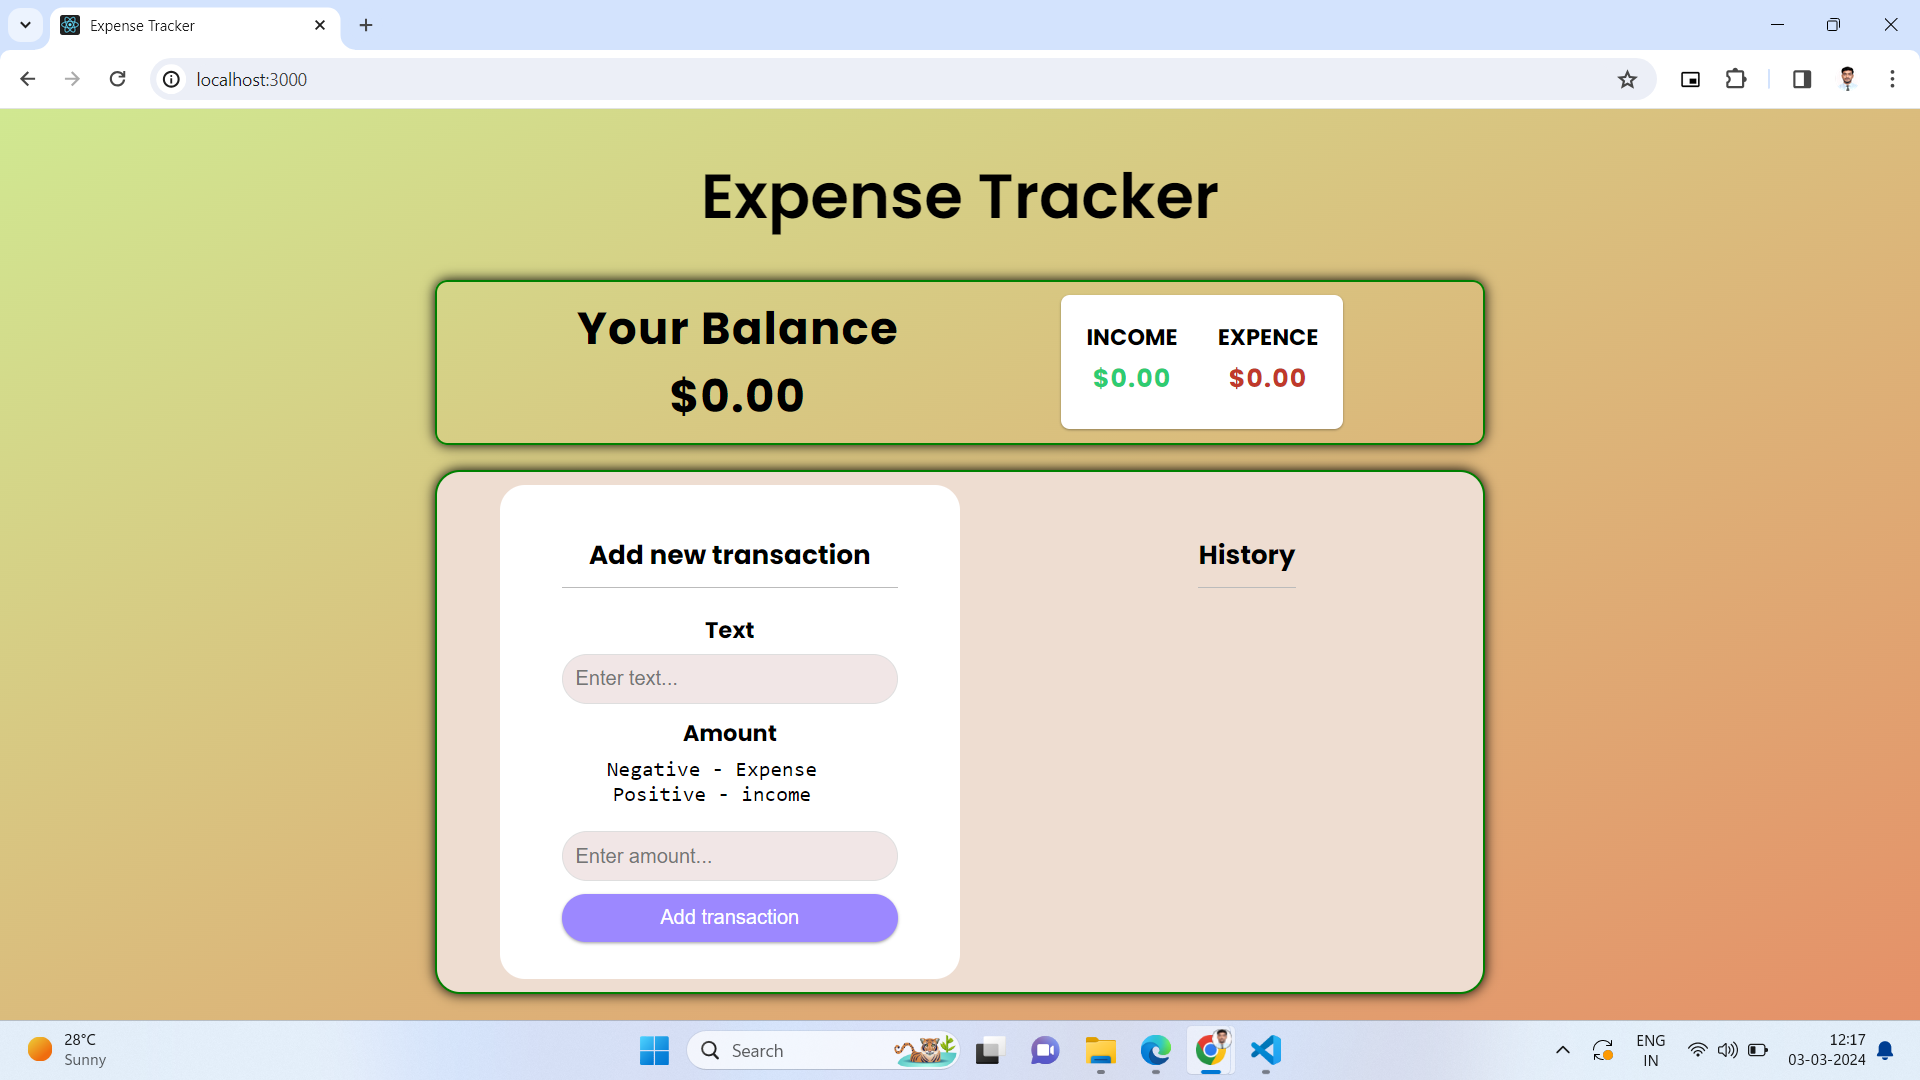 Expense Tracker
localhost:3000
Expense Tracker
Your Balance
$0.00
INCOME EXPENCE
$0.00 $0.00
Add new transaction
Text
Enter text...
Amount
Negative - Expense
Positive - income
Enter amount...
Add transaction
History
28°C
Sunny
Search
ENG
IN
12:17
03-03-2024